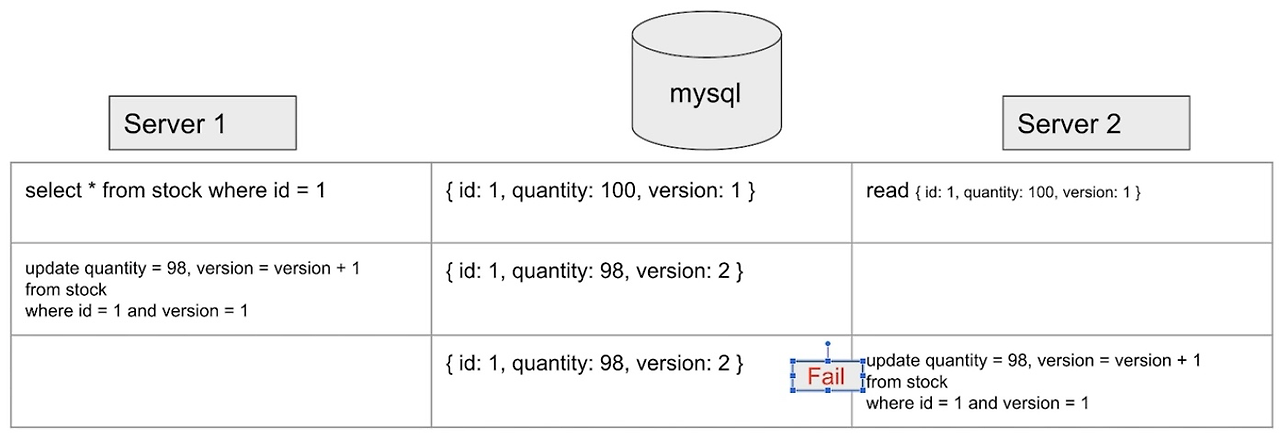 mysql
Server 1
Server 2
select * from stock where id = 1
{ id: 1, quantity: 100, version: 1 }
read { id: 1, quantity: 100, version: 1 }
update quantity = 98, version = version + 1
from stock
where id = 1 and version = 1
{ id: 1, quantity: 98, version: 2 }
{ id: 1, quantity: 98, version: 2 }
Fail
update quantity = 98, version = version + 1
from stock
where id = 1 and version = 1